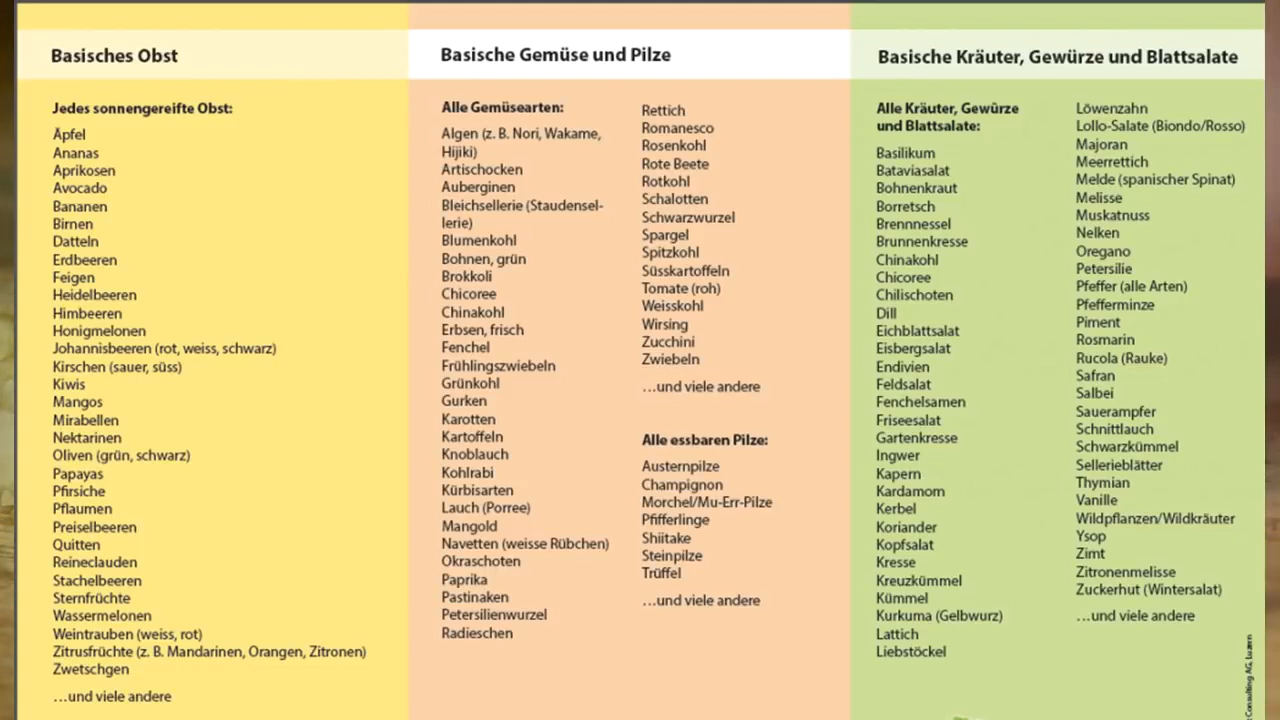 Basisches Obst
Jedes sonnengereifte Obst:
Äpfel
Ananas
Aprikosen
Avocado
Bananen
Birnen
Datteln
Erdbeeren
Feigen
Heidelbeeren
Himbeeren
Honigmelonen
Johannisbeeren (rot, weiss, schwarz)
Kirschen (sauer, süss)
Kiwis
Mangos
Mirabellen
Nektarinen
Oliven (grün, schwarz)
Papayas
Pfirsiche
Pflaumen
Preiselbeeren
Quitten
Reineclauden
Stachelbeeren
Sternfrüchte
Wassermelonen
Weintrauben (weiss, rot)
Zitrusfrüchte (z. B. Mandarinen, Orangen, Zitronen)
Zwetschgen
…und viele andere
Basische Gemüse und Pilze
Alle Gemüsearten:
Algen (z. B. Nori, Wakame,
Hijiki)
Artischocken
Auberginen
Bleichsellerie (Staudensel-
lerie)
Blumenkohl
Bohnen, grün
Brokkoli
Chicoree
Chinakohl
Erbsen, frisch
Fenchel
Frühlingszwiebeln
Grünkohl
Gurken
Karotten
Kartoffeln
Knoblauch
Kohlrabi
Kürbisarten
Lauch (Porree)
Mangold
Navetten (weisse Rübchen)
Okraschoten
Paprika
Pastinaken
Petersilienwurzel
Radieschen
Rettich
Romanesco
Rosenkohl
Rote Beete
Rotkohl
Schalotten
Schwarzwurzel
Spargel
Spitzkohl
Süsskartoffeln
Tomate (roh)
Weisskohl
Wirsing
Zucchini
Zwiebeln
…und viele andere
Alle essbaren Pilze:
Austernpilze
Champignon
Morchel/Mu-Err-Pilze
Pfifferlinge
Shiitake
Steinpilze
Trüffel
…und viele andere
Basische Kräuter, Gewürze und Blattsalate
Alle Kräuter, Gewürze
und Blattsalate:
Basilikum
Bataviasalat
Bohnenkraut
Borretsch
Brennnessel
Brunnenkresse
Chinakohl
Chicoree
Chilischoten
Dill
Eichblattsalat
Eisbergsalat
Endivien
Feldsalat
Fenchelsamen
Friseesalat
Gartenkresse
Ingwer
Kapern
Kardamom
Kerbel
Koriander
Kopfsalat
Kresse
Kreuzkümmel
Kümmel
Kurkuma (Gelbwurz)
Lattich
Liebstöckel
Löwenzahn
Lollo-Salate (Biondo/Rosso)
Majoran
Meerrettich
Melde (spanischer Spinat)
Melisse
Muskatnuss
Nelken
Oregano
Petersilie
Pfeffer (alle Arten)
Pfefferminze
Piment
Rosmarin
Rucola (Rauke)
Safran
Salbei
Sauerampfer
Schnittlauch
Schwarzkümmel
Sellerieblätter
Thymian
Vanille
Wildpflanzen/Wildkräuter
Ysop
Zimt
Zitronenmelisse
Zuckerhut (Wintersalat)
…und viele andere
Consulting AG, Luzern